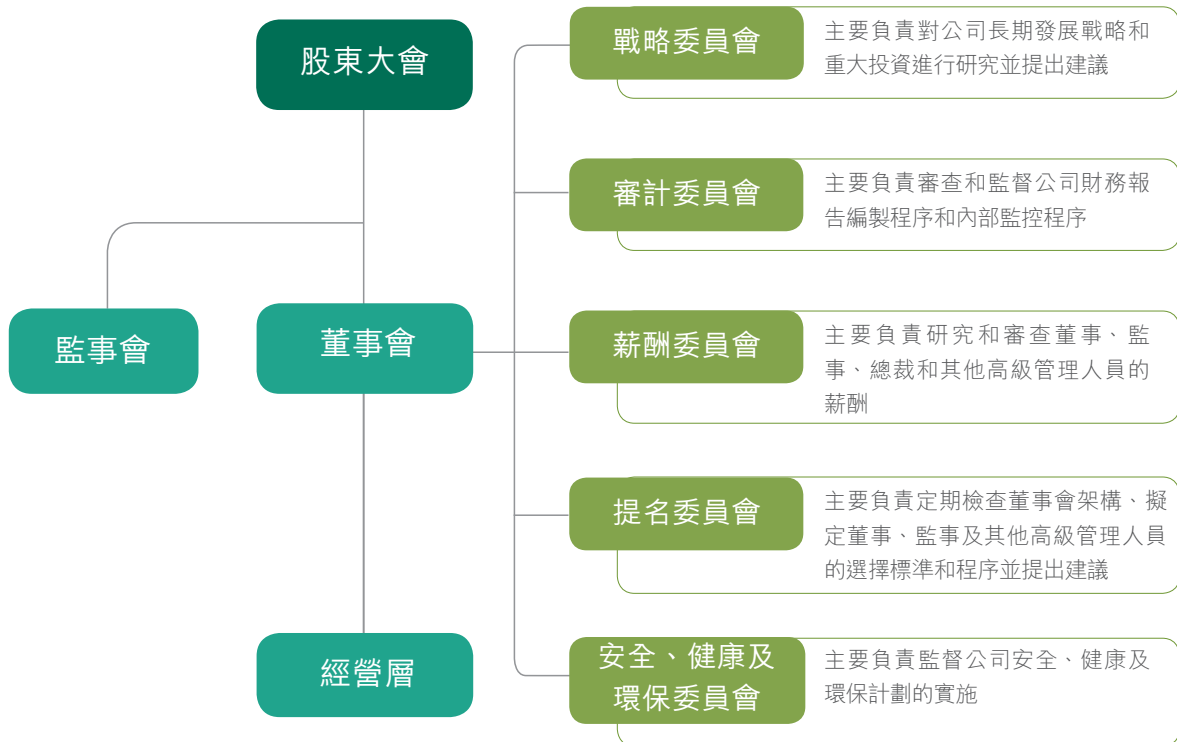 股東大會
監事會
董事會
經營層
戰略委員會
主要負責對公司長期發展戰略和
重大投資進行研究並提出建議
審計委員會
主要負責審查和監督公司財務報
告編製程序和內部監控程序
薪酬委員會
主要負責研究和審查董事、監
事、總裁和其他高級管理人員的
薪酬
提名委員會
主要負責定期檢查董事會架構、擬
定董事、監事及其他高級管理人員
的選擇標準和程序並提出建議
安全、健康及
環保委員會
主要負責監督公司安全、健康及
環保計劃的實施